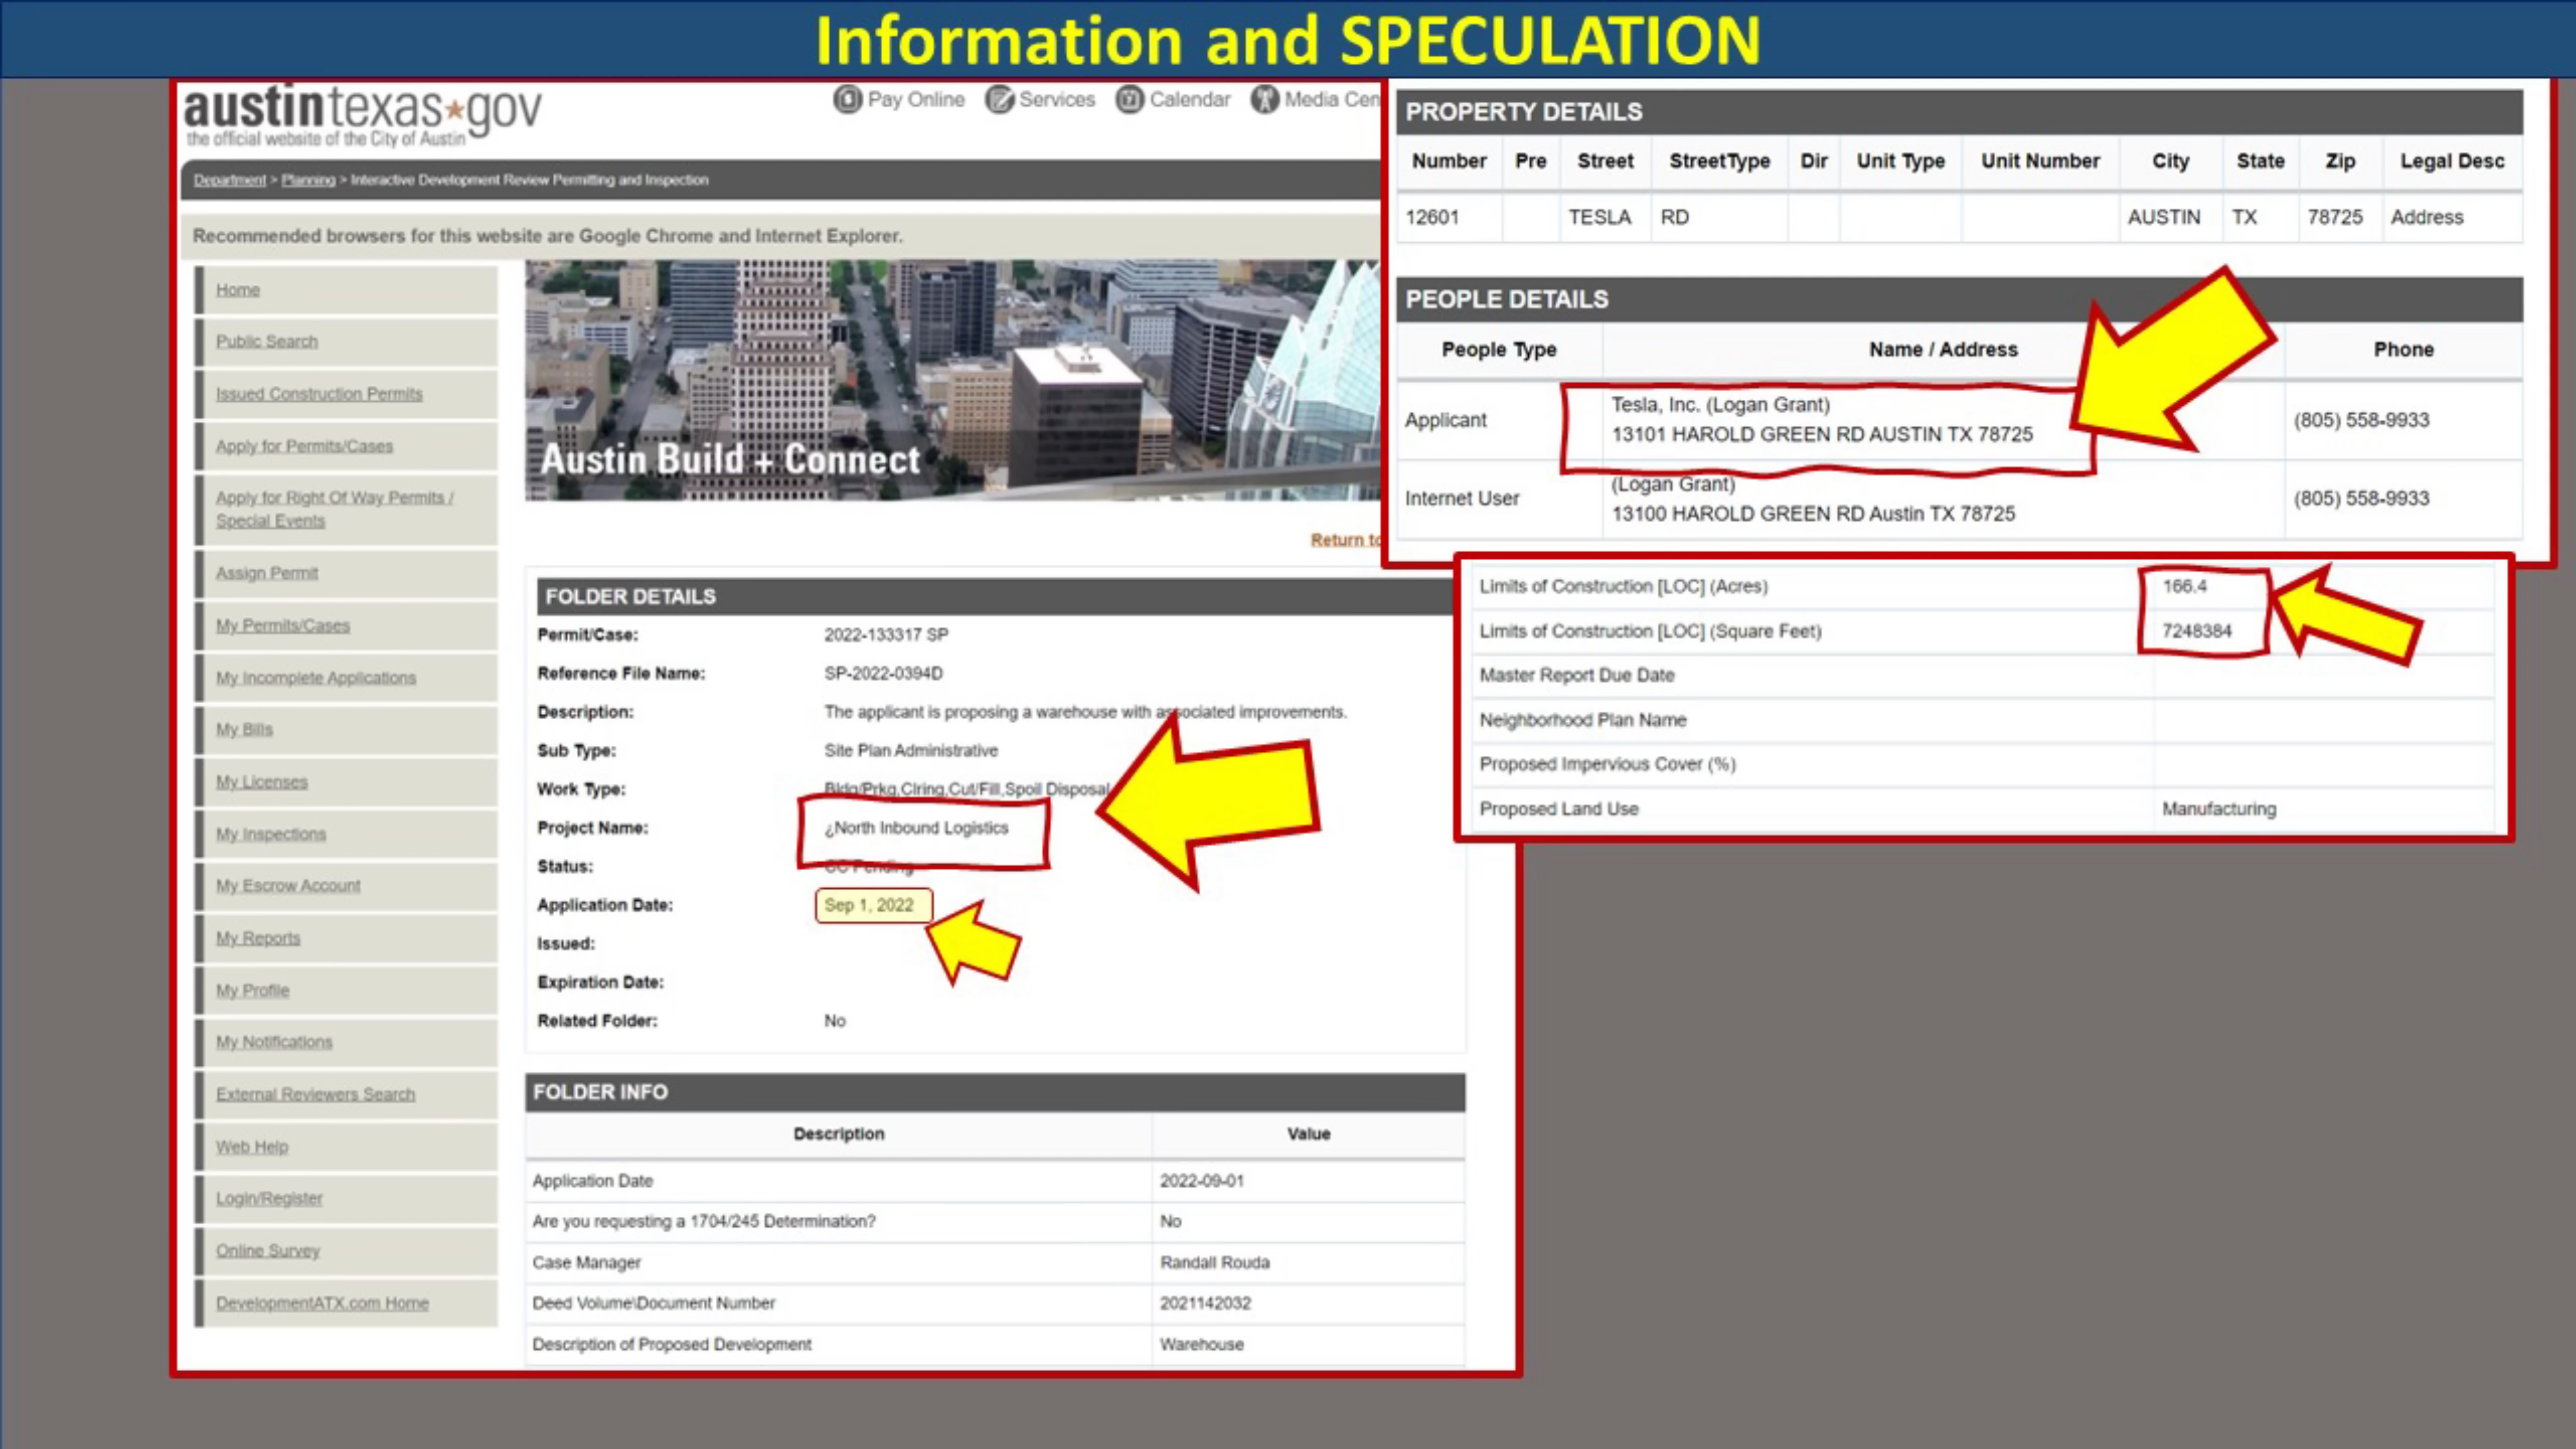 Information and SPECULATION
austintexas★gov
the official website of the City of Austin
Pay Online Services Calendar Media Cen
Department > Planning > Interactive Development Review Permitting and Inspection
Recommended browsers for this website are Google Chrome and Internet Explorer.
Home
Public Search
Issued Construction Permits
Apply for Permits/Cases
Apply for Right Of Way Permits /
Special Events
Assign Permit
My Permits/Cases
My Incomplete Applications
My Bills
My Licenses
My Inspections
My Escrow Account
My Reports
My Profile
My Notifications
External Reviewers Search
Web Help
Login/Register
Online Survey
DevelopmentATX.com Home
Austin Build + Connect
Return to
FOLDER DETAILS
Permit/Case: 2022-133317 SP
Reference File Name: SP-2022-0394D
Description: The applicant is proposing a warehouse with associated improvements.
Sub Type: Site Plan Administrative
Work Type: Bldg/Prkg,Clring,Cut/Fill,Spoil Disposal
Project Name: ¿North Inbound Logistics
Status: CC Pending
Application Date: Sep 1, 2022
Issued:
Expiration Date:
Related Folder: No
FOLDER INFO
Description Value
Application Date 2022-09-01
Are you requesting a 1704/245 Determination? No
Case Manager Randall Rouda
Deed Volume\Document Number 2021142032
Description of Proposed Development Warehouse
PROPERTY DETAILS
Number Pre Street StreetType Dir Unit Type Unit Number City State Zip Legal Desc
12601 TESLA RD AUSTIN TX 78725 Address
PEOPLE DETAILS
People Type Name / Address Phone
Applicant Tesla, Inc. (Logan Grant)
13101 HAROLD GREEN RD AUSTIN TX 78725 (805) 558-9933
Internet User (Logan Grant)
13100 HAROLD GREEN RD Austin TX 78725 (805) 558-9933
Limits of Construction [LOC] (Acres) 166.4
Limits of Construction [LOC] (Square Feet) 7248384
Master Report Due Date
Neighborhood Plan Name
Proposed Impervious Cover (%)
Proposed Land Use Manufacturing